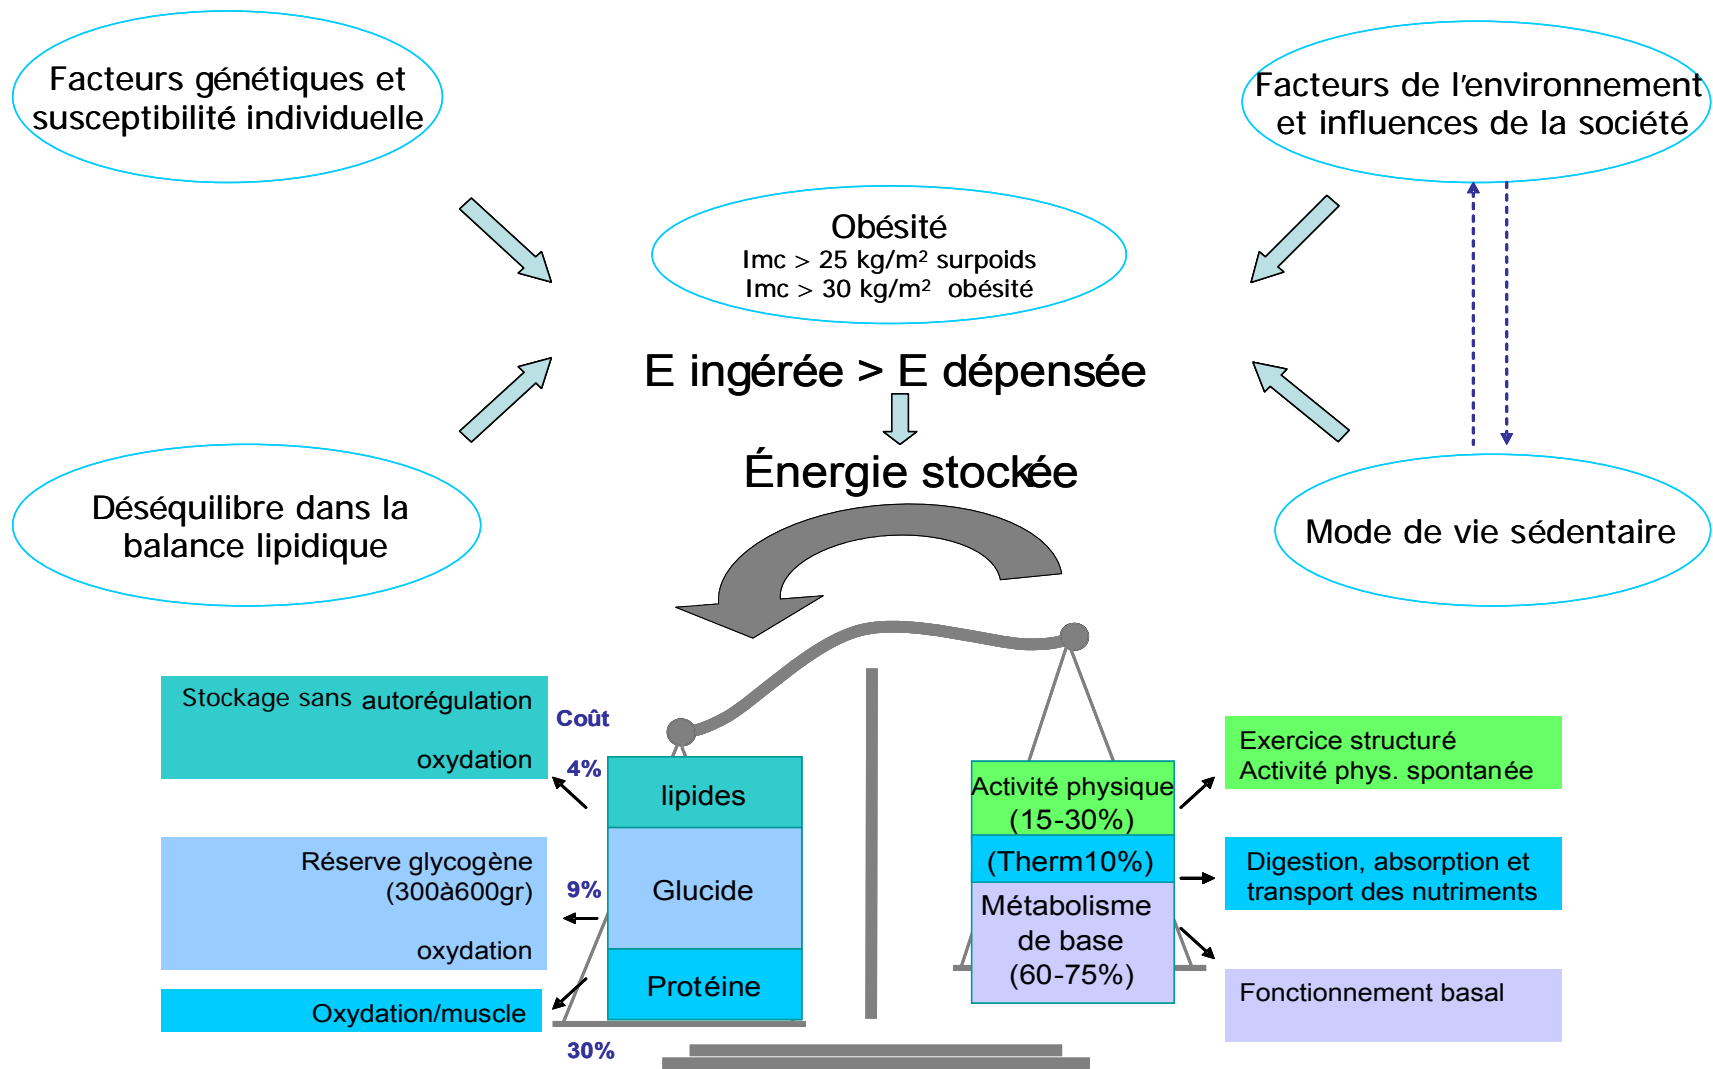 Facteurs génétiques et
susceptibilité individuelle
Facteurs de l'environnement
et influences de la société
Obésité
Imc > 25 kg/m² surpoids
Imc > 30 kg/m² obésité
E ingérée > E dépensée
Énergie stockée
Déséquilibre dans la
balance lipidique
Mode de vie sédentaire
Stockage sans autorégulation
oxydation
Coût
4%
lipides
Réserve glycogène
(300à600gr)
oxydation
9%
Glucide
Oxydation/muscle
Protéine
30%
Activité physique
(15-30%)
(Therm10%)
Métabolisme
de base
(60-75%)
Exercice structuré
Activité phys. spontanée
Digestion, absorption et
transport des nutriments
Fonctionnement basal